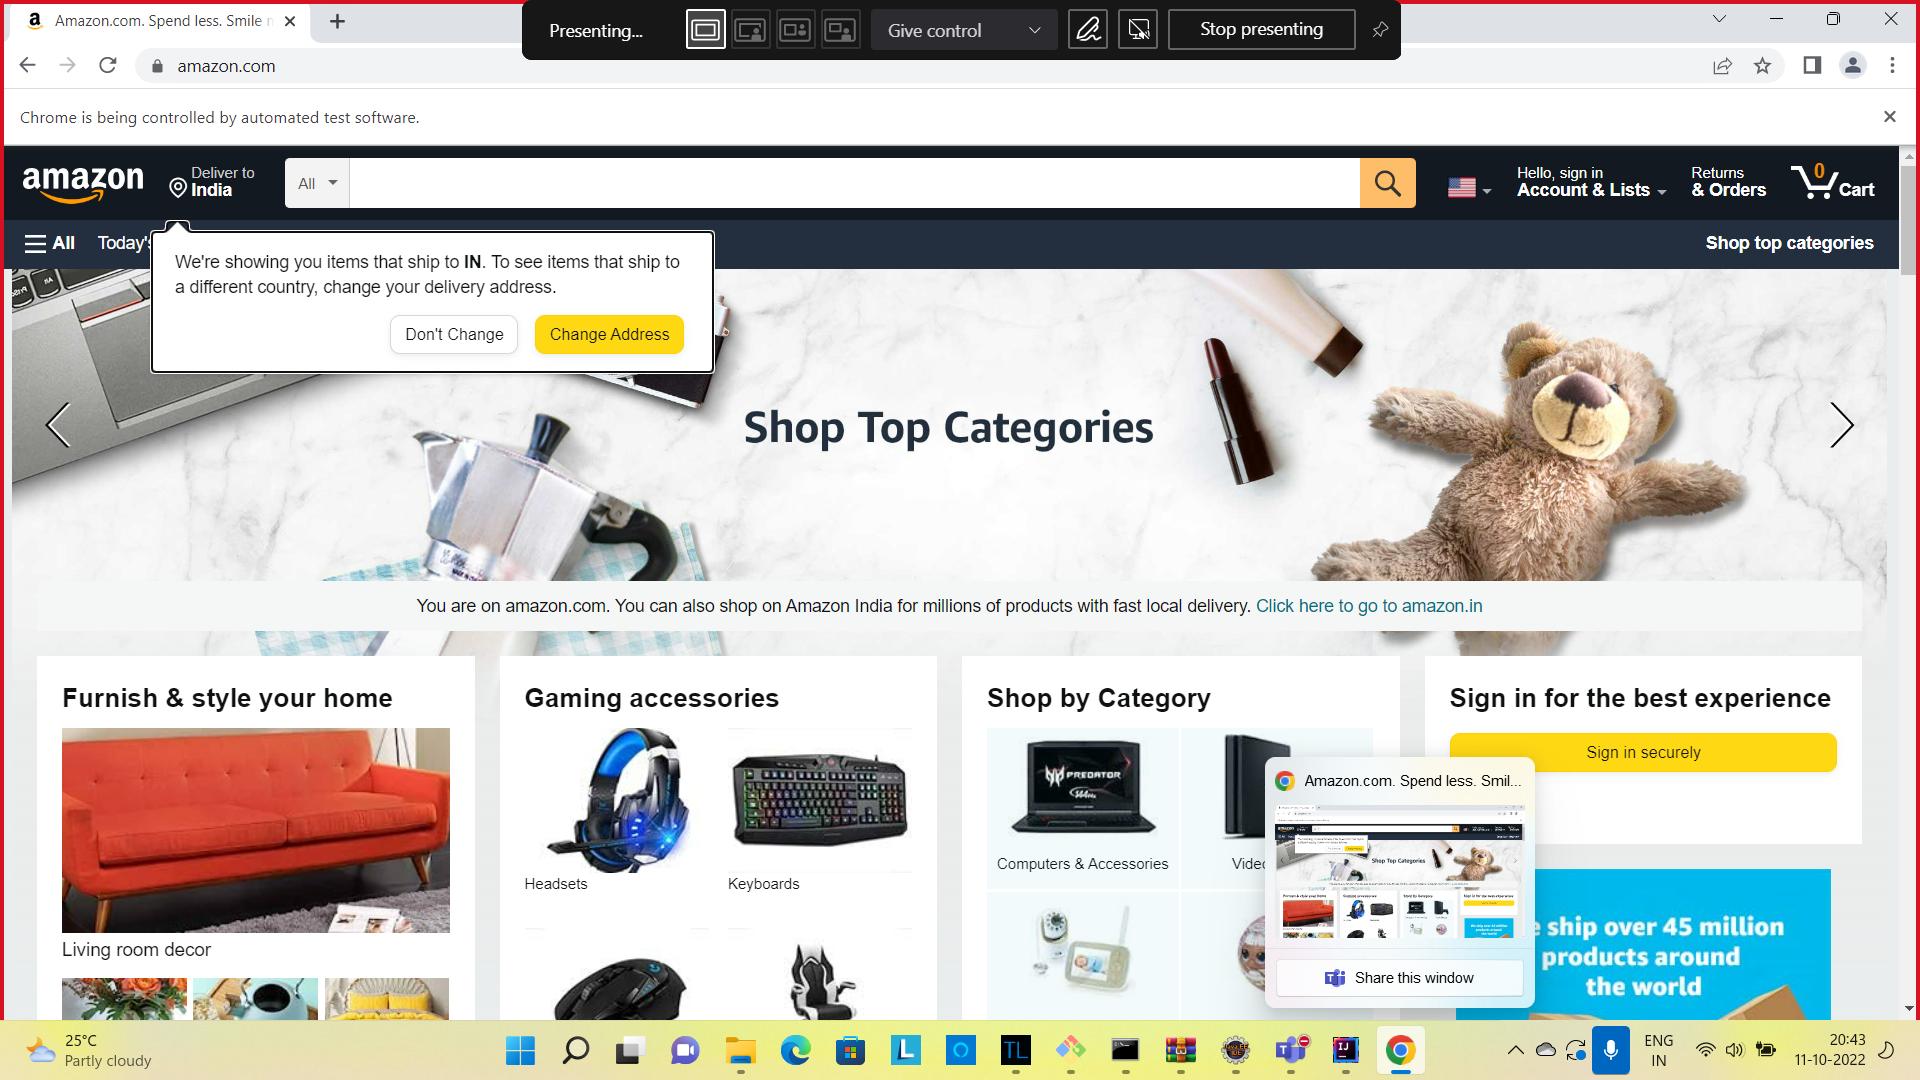 Amazon.com. Spend less. Smile n
Presenting...
Give control
Stop presenting
amazon.com
Chrome is being controlled by automated test software.
amazon
Deliver to
India
All
Hello, sign in
Account & Lists
Returns
& Orders
0
Cart
All
Today's
Shop top categories
We're showing you items that ship to IN. To see items that ship to
a different country, change your delivery address.
Don't Change
Change Address
Shop Top Categories
You are on amazon.com. You can also shop on Amazon India for millions of products with fast local delivery. Click here to go to amazon.in
Furnish & style your home
Living room decor
Gaming accessories
Headsets
Keyboards
Shop by Category
PREDATOR
144Hz
Computers & Accessories
Video
Sign in for the best experience
Sign in securely
Amazon.com. Spend less. Smil...
Shop Top Categories
Share this window
ship over 45 million
products around
the world
25°C
Partly cloudy
ENG
IN
20:43
11-10-2022